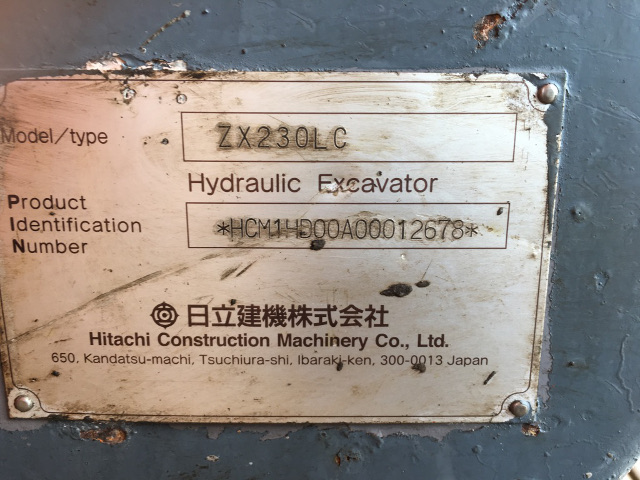 Model/type ZX230LC
Hydraulic Excavator
Product
Identification
Number *HCM1HD00A00012678*
日立建機株式会社
Hitachi Construction Machinery Co., Ltd.
650, Kandatsu-machi, Tsuchiura-shi, Ibaraki-ken, 300-0013 Japan